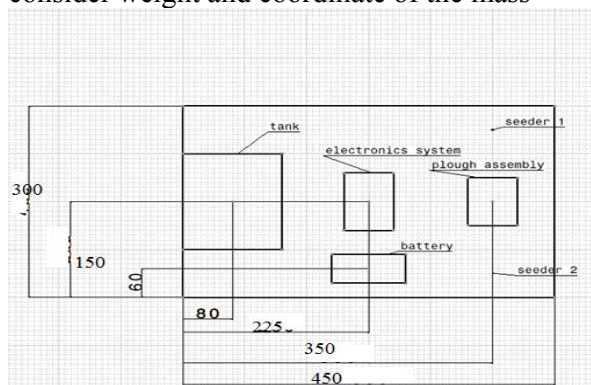 consider weight and coordinate of the mass
seeder 1
tank
electronics system
plough assembly
300
150
battery
60
seeder 2
80
225
350
450